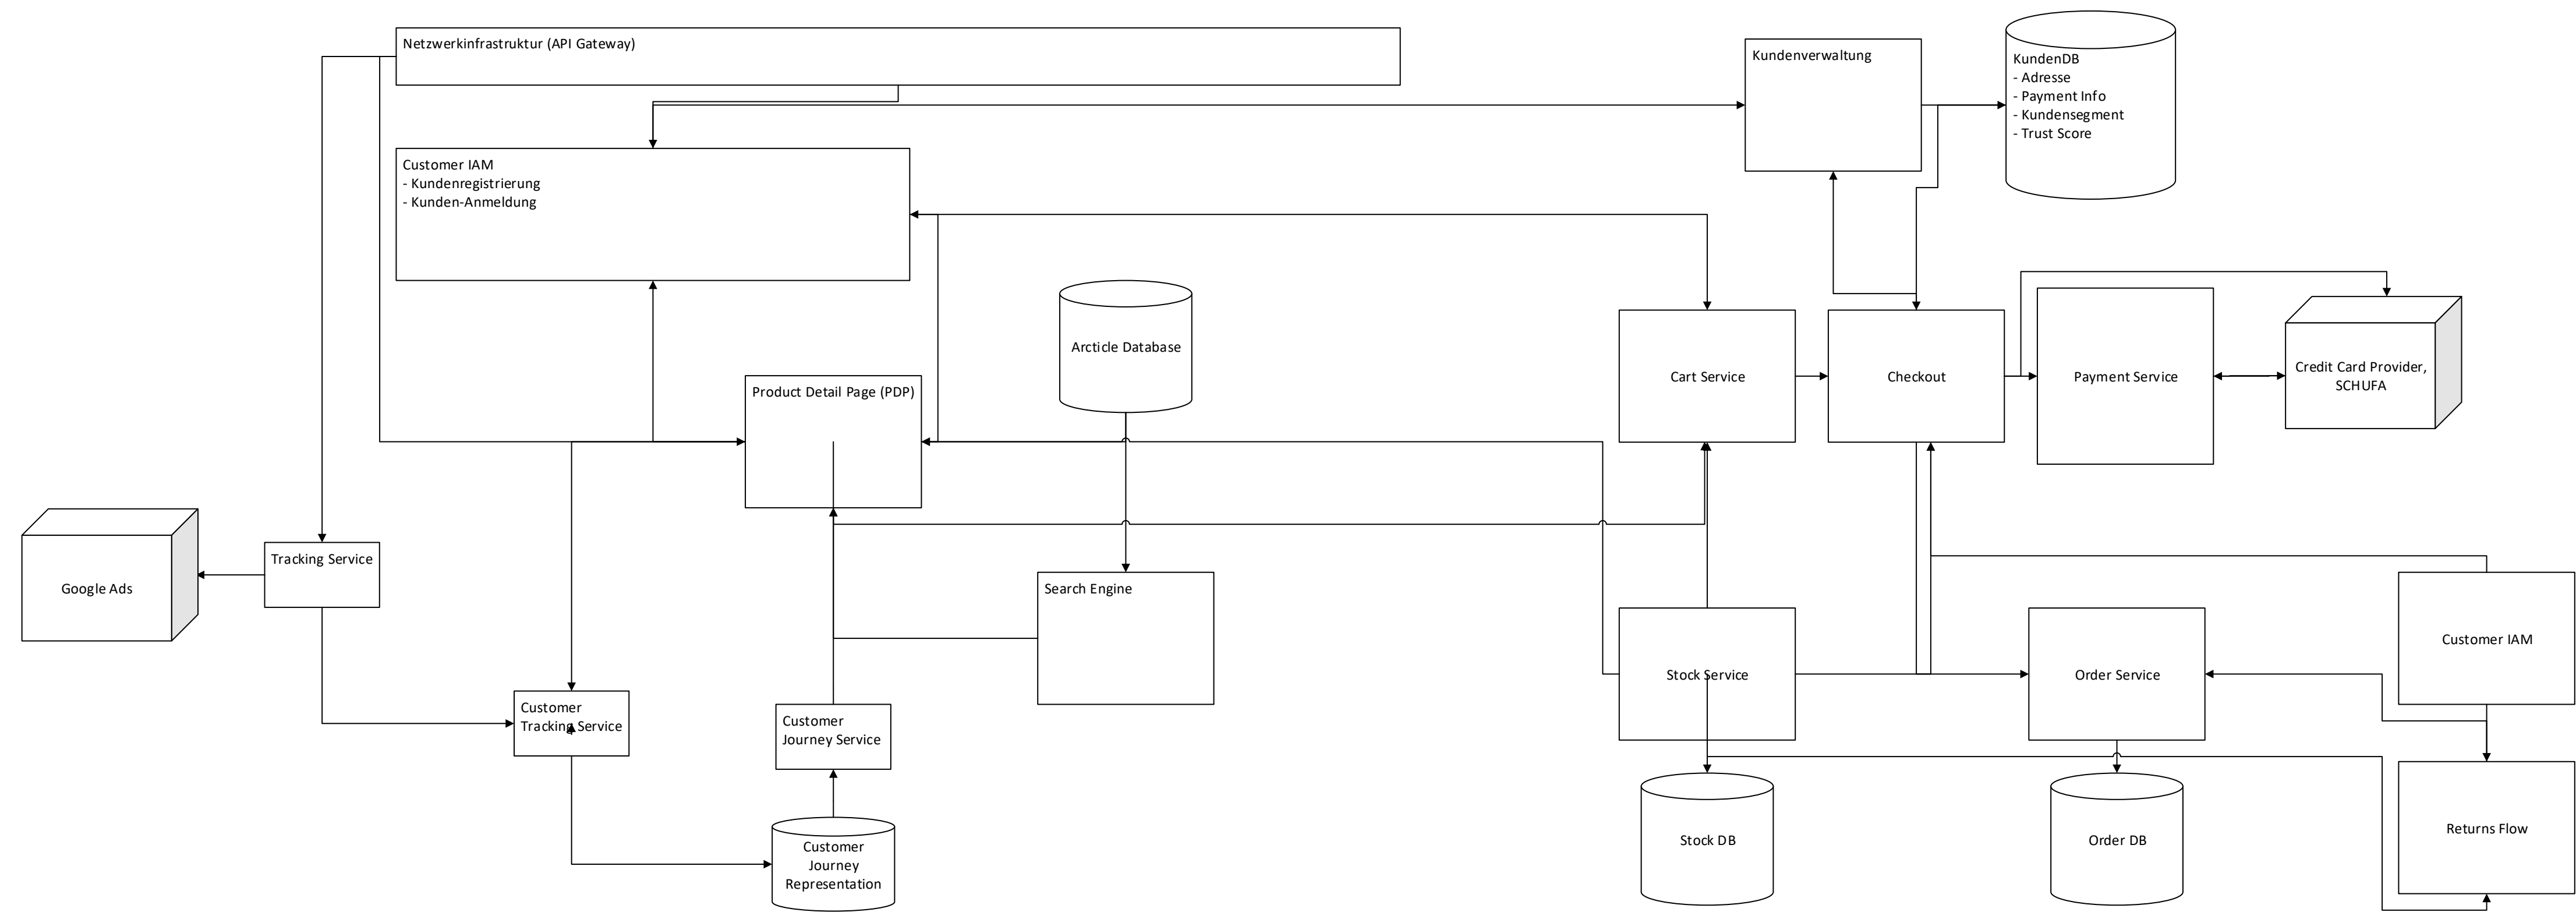 Netzwerkinfrastruktur (API Gateway)
Kundenverwaltung
KundenDB
- Adresse
- Payment Info
- Kundensegment
- Trust Score
Customer IAM
- Kundenregistrierung
- Kunden-Anmeldung
Arcticle Database
Product Detail Page (PDP)
Cart Service
Checkout
Payment Service
Credit Card Provider,
SCHUFA
Google Ads
Tracking Service
Search Engine
Customer
Tracking Service
Customer
Journey Service
Stock Service
Order Service
Customer IAM
Customer
Journey
Representation
Stock DB
Order DB
Returns Flow